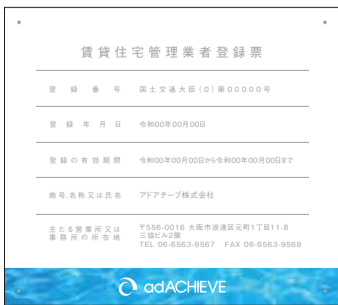 賃貸住宅管理業者登録票
登録番号 国土交通大臣(0)第00000号
登録年月日 令和00年00月00日
登録の有効期間 令和00年00月00日から令和00年00月00日まで
商号,名称又は氏名 アドアチーブ株式会社
主たる営業所又は 〒556-0016 大阪市浪速区元町1丁目11-8
事務所の所在地 三協ビル2階
TEL 06-6563-9567 FAX 06-6563-9568
adACHIEVE